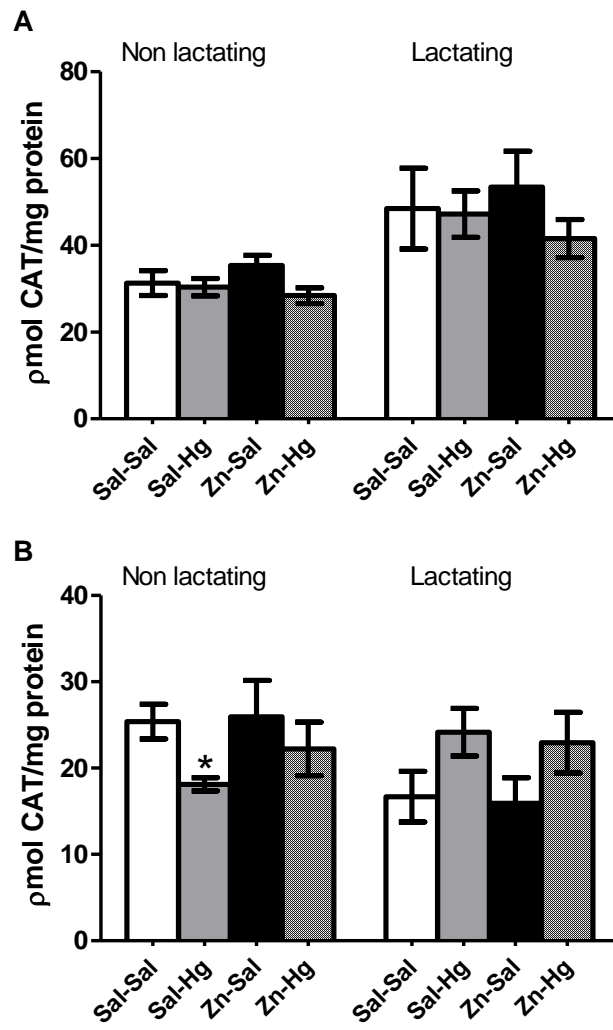 A
Non lactating Lactating
ρmol CAT/mg protein
80
60
40
20
0
Sal-Sal Sal-Hg Zn-Sal Zn-Hg Sal-Sal Sal-Hg Zn-Sal Zn-Hg
B
Non lactating Lactating
ρmol CAT/mg protein
40
30
20
10
0
*
Sal-Sal Sal-Hg Zn-Sal Zn-Hg Sal-Sal Sal-Hg Zn-Sal Zn-Hg